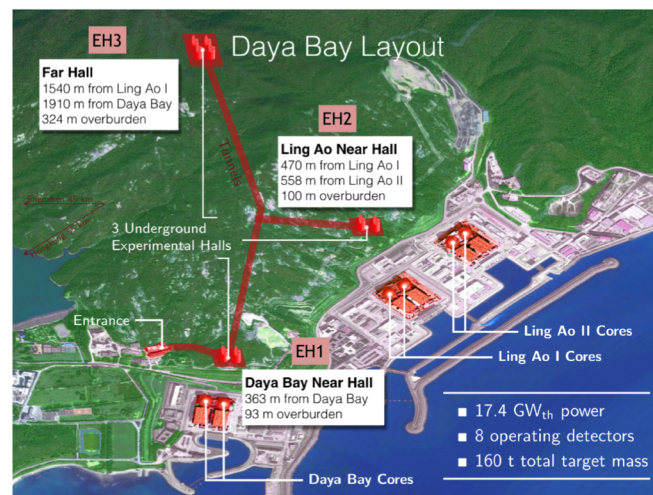 EH3
Daya Bay Layout
Far Hall
1540 m from Ling Ao I
1910 m from Daya Bay
324 m overburden
EH2
Ling Ao Near Hall
470 m from Ling Ao I
558 m from Ling Ao II
100 m overburden
Tunnels
3 Underground
Experimental Halls
Entrance
Ling Ao II Cores
Ling Ao I Cores
EH1
Daya Bay Near Hall
363 m from Daya Bay
93 m overburden
Daya Bay Cores
■ 17.4 GWth power
■ 8 operating detectors
■ 160 t total target mass